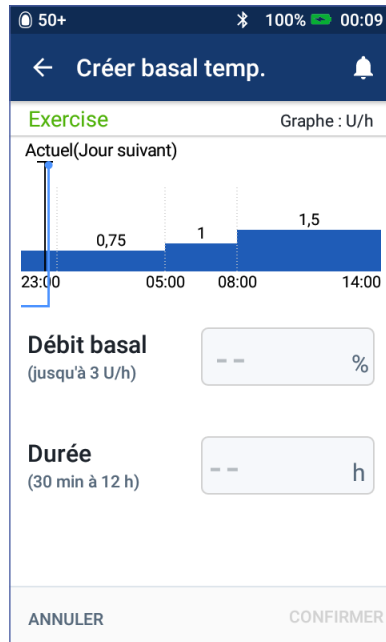 50+ 100% 00:09
Créer basal temp.
Exercise Graphe : U/h
Actuel(Jour suivant)
0,75 1 1,5
23:00 05:00 08:00 14:00
Débit basal
(jusqu'à 3 U/h)
-- %
Durée
(30 min à 12 h)
-- h
ANNULER CONFIRMER